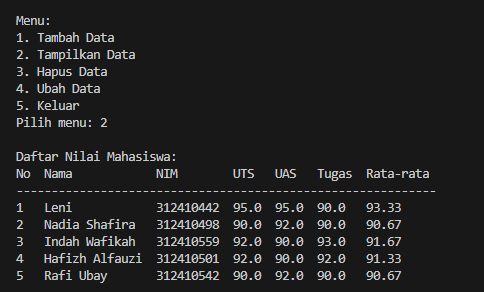 Menu:
1. Tambah Data
2. Tampilkan Data
3. Hapus Data
4. Ubah Data
5. Keluar
Pilih menu: 2
Daftar Nilai Mahasiswa:
No Nama NIM UTS UAS Tugas Rata-rata
------------------------------------------------------------
1 Leni 312410442 95.0 95.0 90.0 93.33
2 Nadia Shafira 312410498 90.0 92.0 90.0 90.67
3 Indah Wafikah 312410559 92.0 90.0 93.0 91.67
4 Hafizh Alfauzi 312410501 92.0 90.0 92.0 91.33
5 Rafi Ubay 312410542 90.0 92.0 90.0 90.67